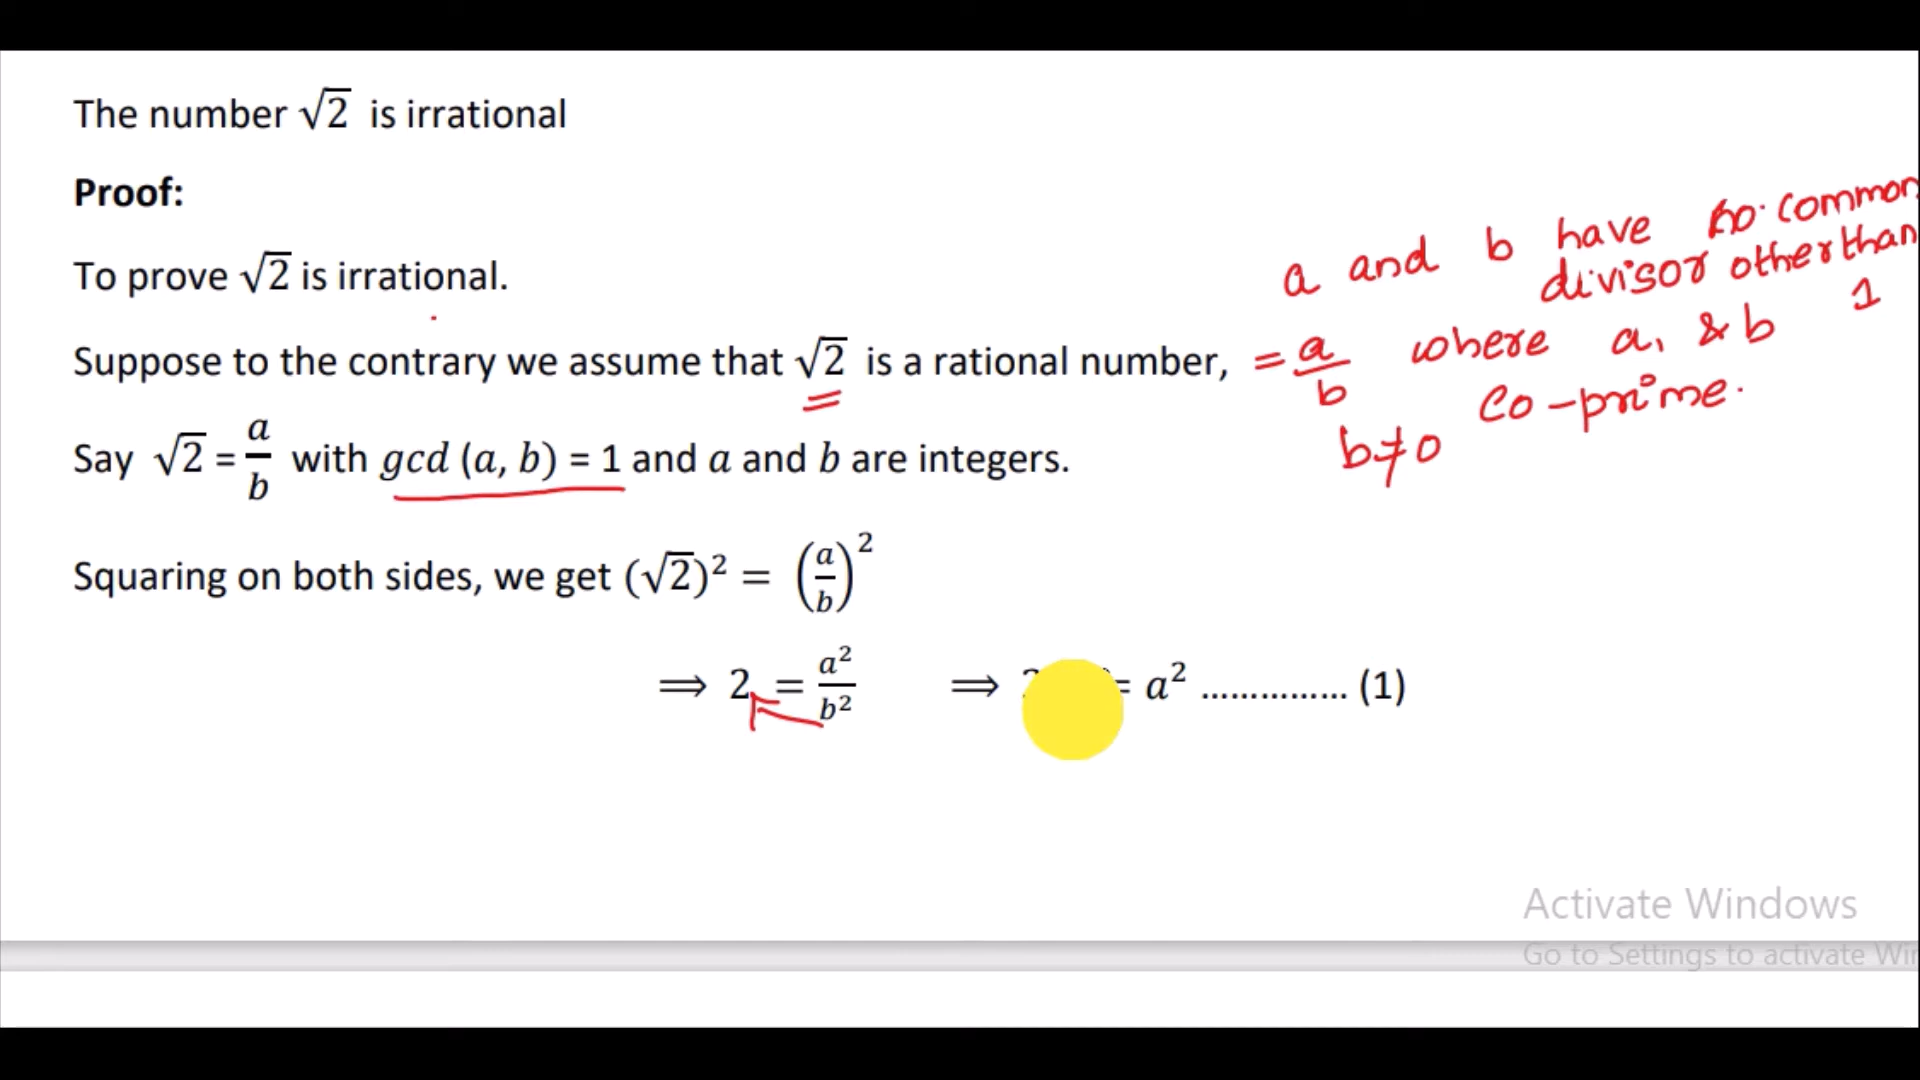 The number √2 is irrational
Proof:
To prove √2 is irrational.
a and b have no common
divisor other than
1
Suppose to the contrary we assume that √2 is a rational number, = a/b where a, & b
co-prime.
b≠0
Say √2 = a/b with gcd (a, b) = 1 and a and b are integers.
Squaring on both sides, we get (√2)² = (a/b)²
⟹ 2 = a²/b² ⟹ = a² …............ (1)
Activate Windows
Go to Settings to activate